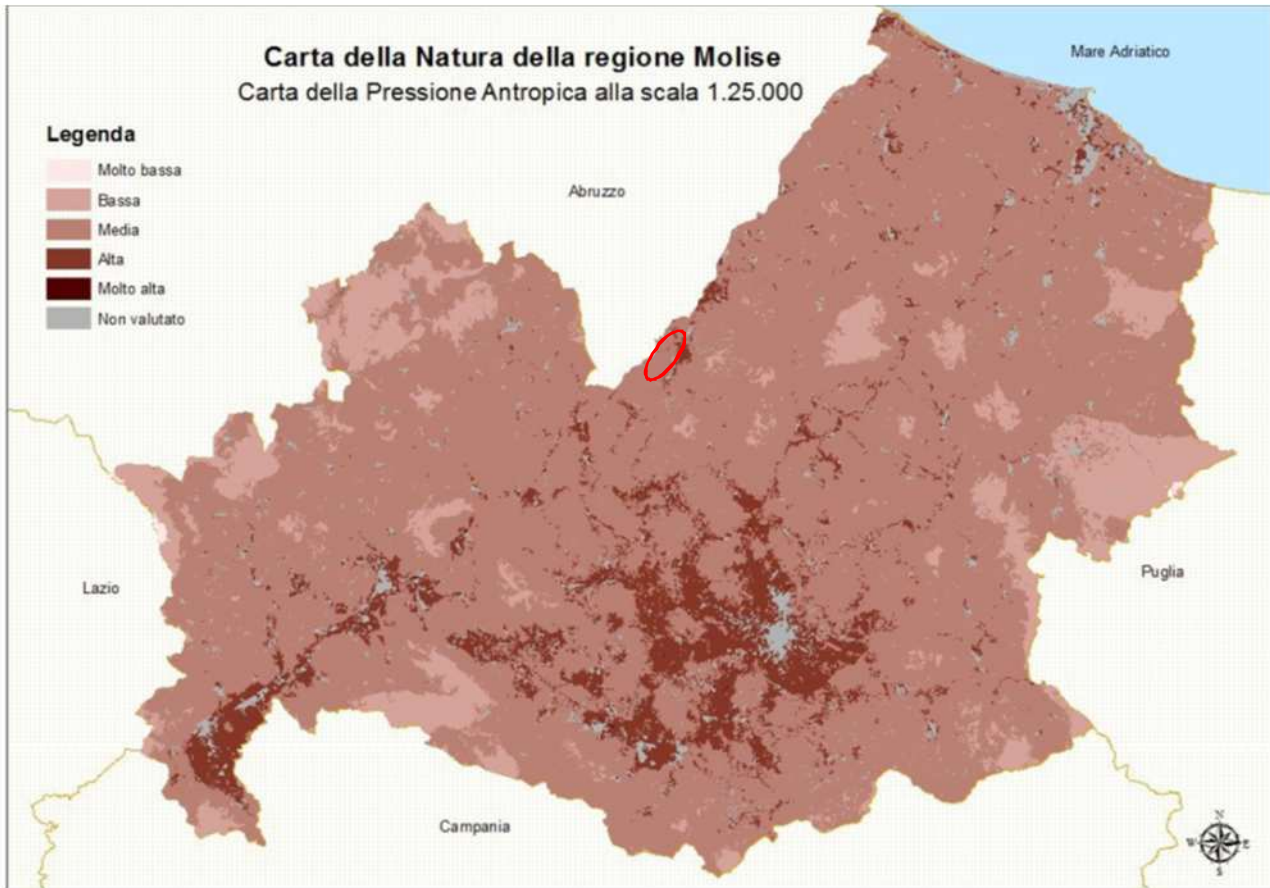 Carta della Natura della regione Molise
Carta della Pressione Antropica alla scala 1.25.000
Mare Adriatico
Legenda
Molto bassa
Bassa
Media
Alta
Molto alta
Non valutato
Abruzzo
Lazio
Puglia
Campania
N
W E
S